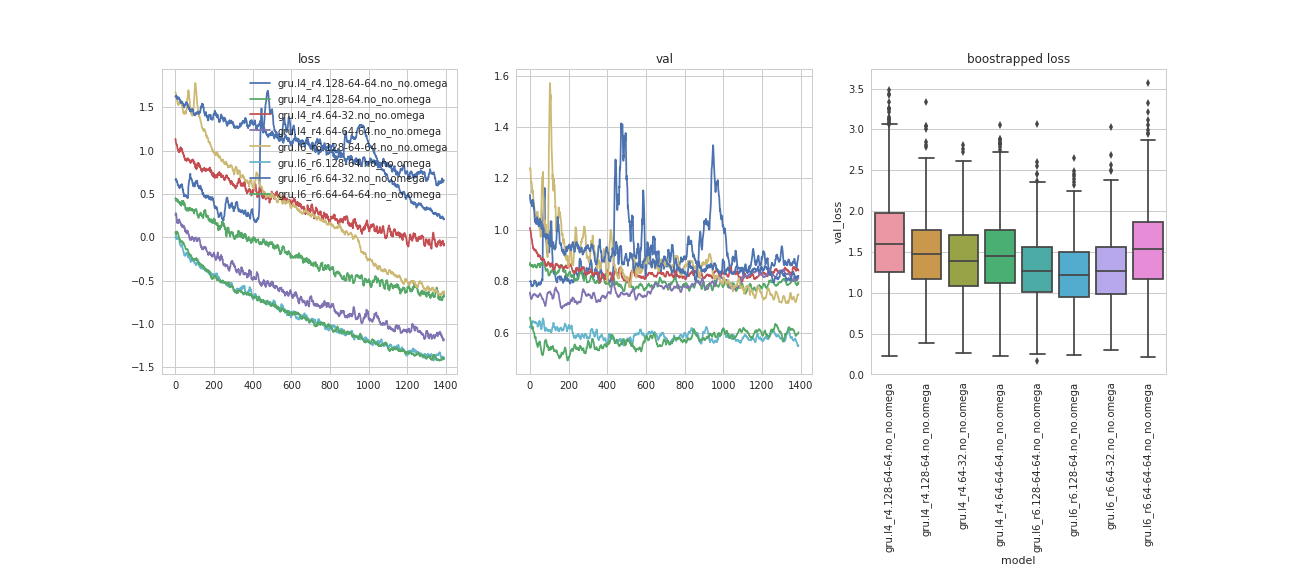 loss
1.5
1.0
0.5
0.0
−0.5
−1.0
−1.5
0 200 400 600 800 1000 1200 1400
gru.l4_r4.128-64-64.no_no.omega
gru.l4_r4.128-64.no_no.omega
gru.l4_r4.64-32.no_no.omega
gru.l4_r4.64-64-64.no_no.omega
gru.l6_r6.128-64-64.no_no.omega
gru.l6_r6.128-64.no_no.omega
gru.l6_r6.64-32.no_no.omega
gru.l6_r6.64-64-64.no_no.omega
val
1.6
1.4
1.2
1.0
0.8
0.6
0 200 400 600 800 1000 1200 1400
boostrapped loss
val_loss
3.5
3.0
2.5
2.0
1.5
1.0
0.5
0.0
gru.l4_r4.128-64-64.no_no.omega
gru.l4_r4.128-64.no_no.omega
gru.l4_r4.64-32.no_no.omega
gru.l4_r4.64-64-64.no_no.omega
gru.l6_r6.128-64-64.no_no.omega
gru.l6_r6.128-64.no_no.omega
gru.l6_r6.64-32.no_no.omega
gru.l6_r6.64-64-64.no_no.omega
model